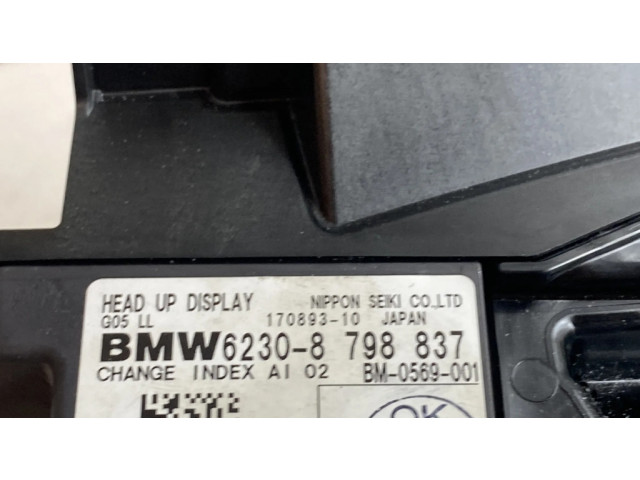 HEAD UP DISPLAY NIPPON SEIKI CO.,LTD
G05 LL 170893-10 JAPAN
BMW6230-8 798 837
CHANGE INDEX AI 02 BM-0569-001
OK